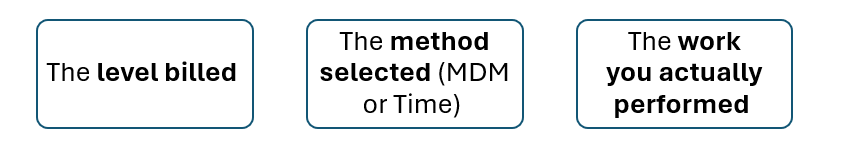 The level billed
The method
selected (MDM
or Time)
The work
you actually
performed